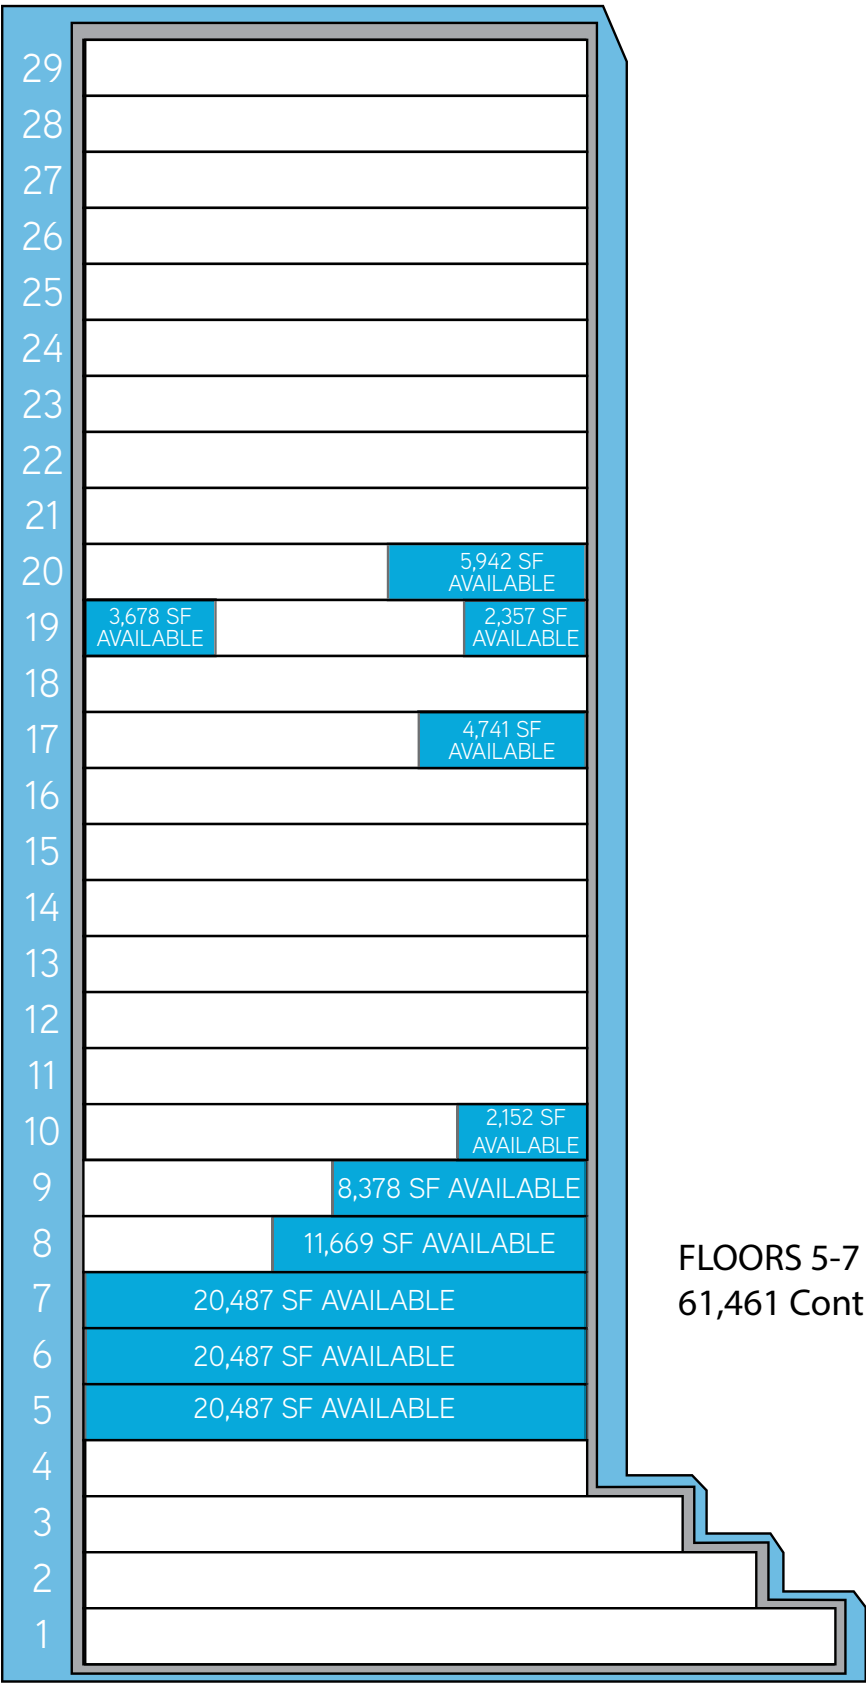 29
28
27
26
25
24
23
22
21
20
5,942 SF
AVAILABLE
19
3,678 SF
AVAILABLE
2,357 SF
AVAILABLE
18
17
4,741 SF
AVAILABLE
16
15
14
13
12
11
10
2,152 SF
AVAILABLE
9
8,378 SF AVAILABLE
8
11,669 SF AVAILABLE
7
20,487 SF AVAILABLE
6
20,487 SF AVAILABLE
5
20,487 SF AVAILABLE
FLOORS 5-7
61,461 Cont
4
3
2
1